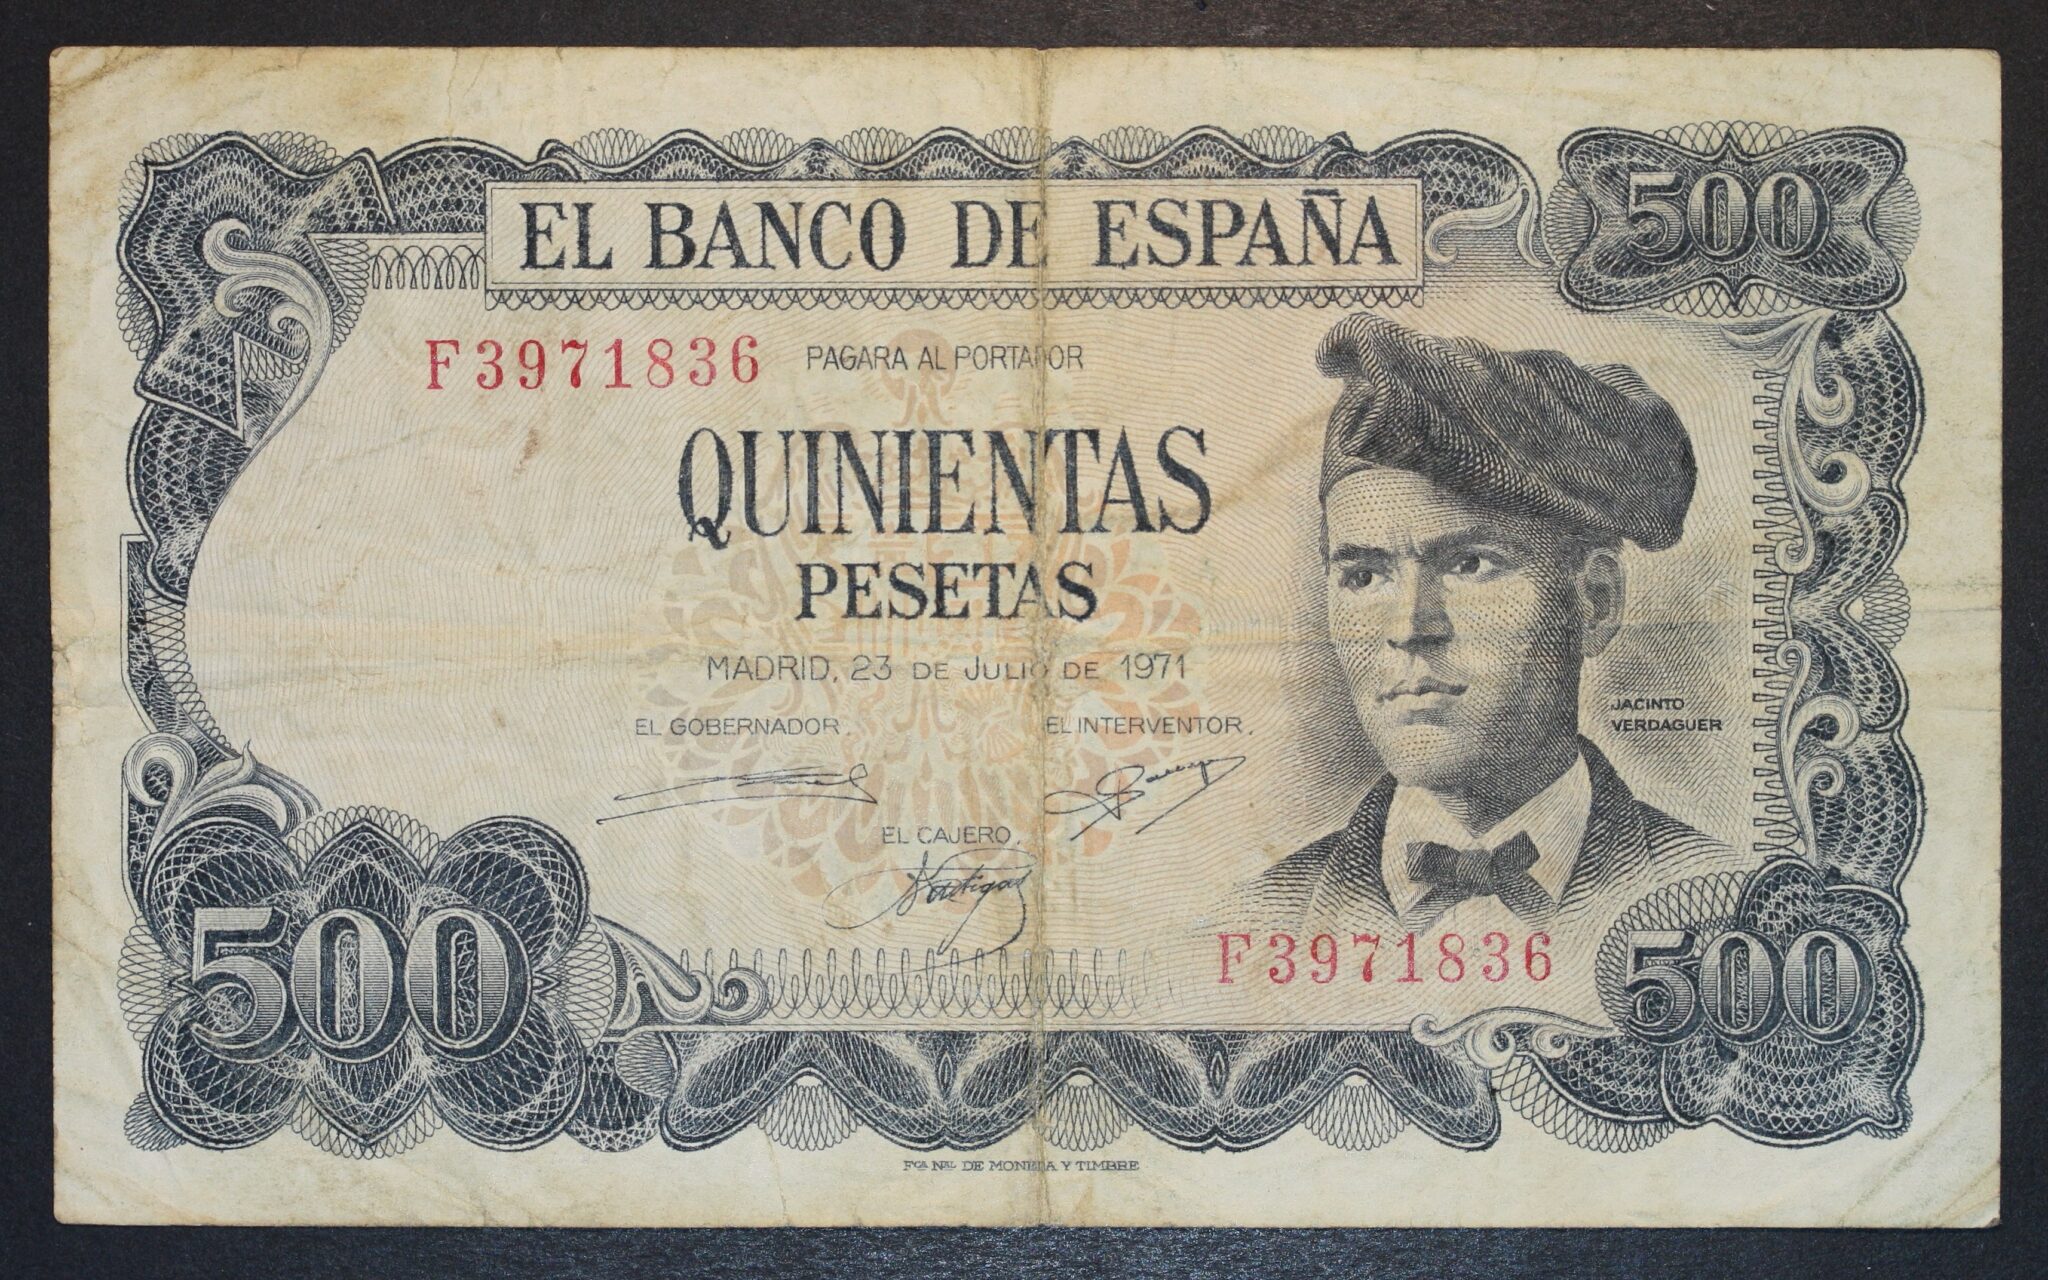 EL BANCO DE ESPAÑA
500
F3971836
PAGARA AL PORTADOR
QUINIENTAS
PESETAS
MADRID, 23 DE JULIO DE 1971
JACINTO
VERDAGUER
EL GOBERNADOR,
EL INTERVENTOR,
EL CAJERO,
F3971836
500
500
FCA NAL DE MONEDA Y TIMBRE